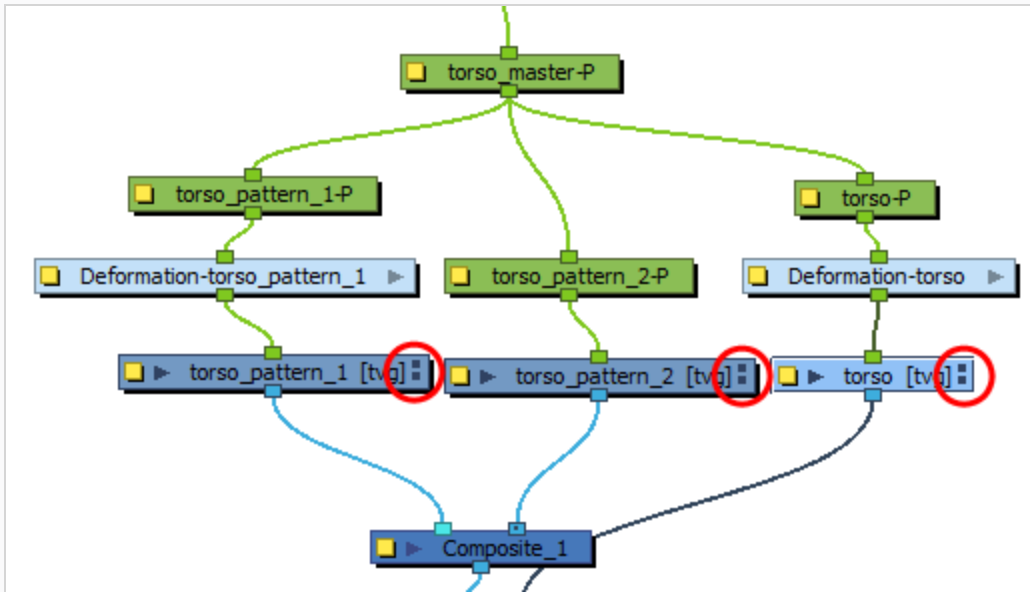 torso_master-P
torso_pattern_1-P
torso-P
Deformation-torso_pattern_1
torso_pattern_2-P
Deformation-torso
torso_pattern_1 [tvg]
torso_pattern_2 [tvg]
torso [tvg]
Composite_1